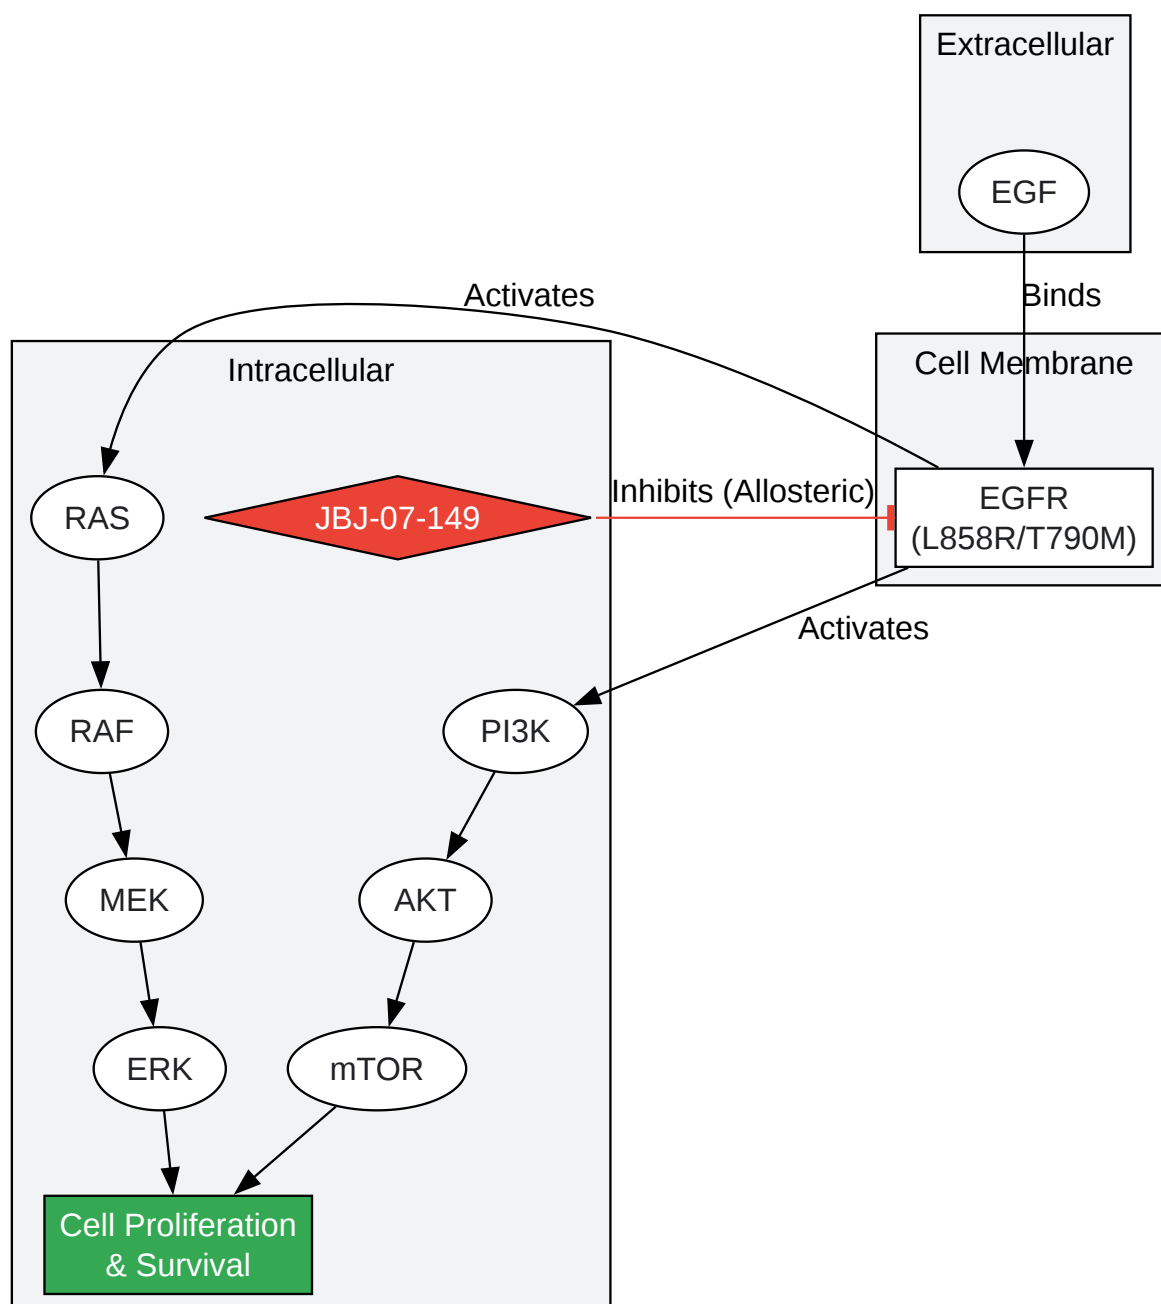 Extracellular
EGF
Activates
Binds
Intracellular
Cell Membrane
RAS
JBJ-07-149
Inhibits (Allosteric)
EGFR
(L858R/T790M)
Activates
RAF
PI3K
MEK
AKT
ERK
mTOR
Cell Proliferation
& Survival